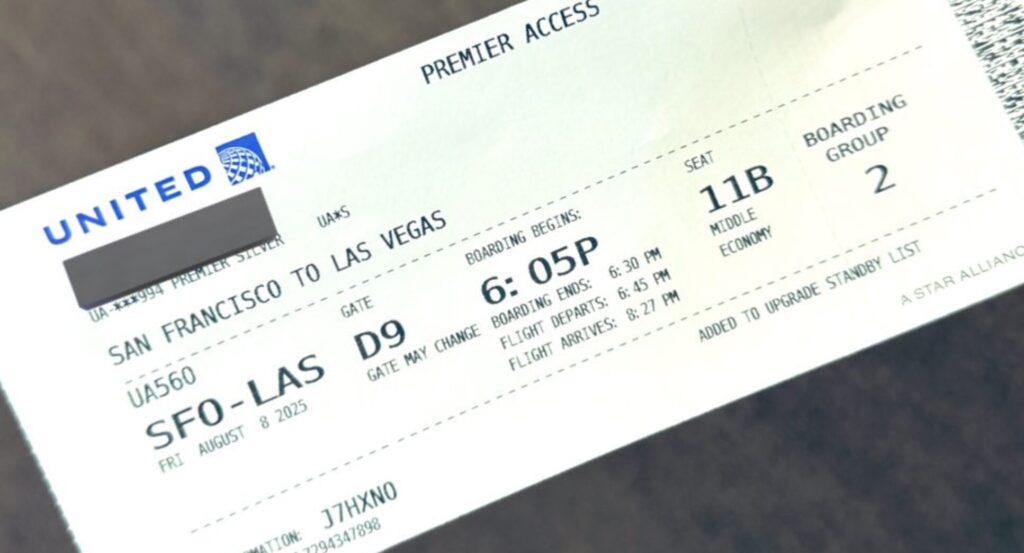 PREMIER ACCESS
UNITED
UA*S
UA-***994 PREMIER SILVER
SAN FRANCISCO TO LAS VEGAS
UA560
SFO-LAS
FRI AUGUST 8 2025
GATE
D9
GATE MAY CHANGE
BOARDING BEGINS:
6:05P
BOARDING ENDS: 6:30 PM
FLIGHT DEPARTS: 6:45 PM
FLIGHT ARRIVES: 8:27 PM
SEAT
11B
MIDDLE
ECONOMY
BOARDING
GROUP
2
ADDED TO UPGRADE STANDBY LIST
A STAR ALLIANC
MATION: J7HXNO
7294347898